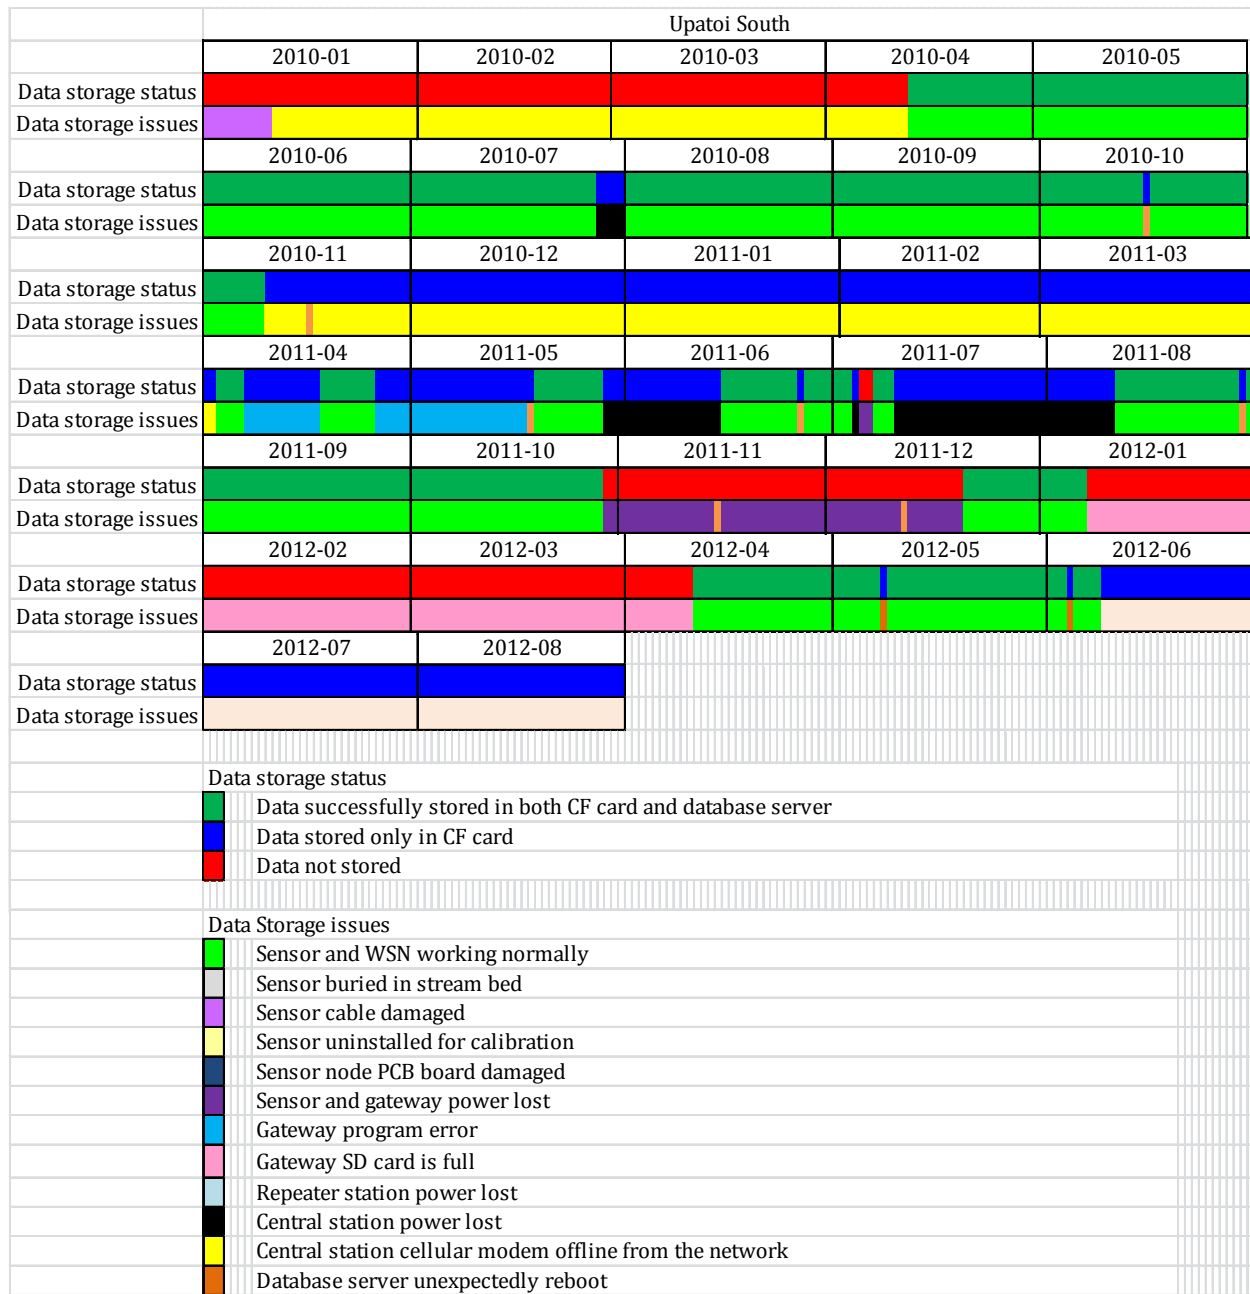 Upatoi South
2010-01 2010-02 2010-03 2010-04 2010-05
Data storage status
Data storage issues
2010-06 2010-07 2010-08 2010-09 2010-10
Data storage status
Data storage issues
2010-11 2010-12 2011-01 2011-02 2011-03
Data storage status
Data storage issues
2011-04 2011-05 2011-06 2011-07 2011-08
Data storage status
Data storage issues
2011-09 2011-10 2011-11 2011-12 2012-01
Data storage status
Data storage issues
2012-02 2012-03 2012-04 2012-05 2012-06
Data storage status
Data storage issues
2012-07 2012-08
Data storage status
Data storage issues
Data storage status
Data successfully stored in both CF card and database server
Data stored only in CF card
Data not stored
Data Storage issues
Sensor and WSN working normally
Sensor buried in stream bed
Sensor cable damaged
Sensor uninstalled for calibration
Sensor node PCB board damaged
Sensor and gateway power lost
Gateway program error
Gateway SD card is full
Repeater station power lost
Central station power lost
Central station cellular modem offline from the network
Database server unexpectedly reboot